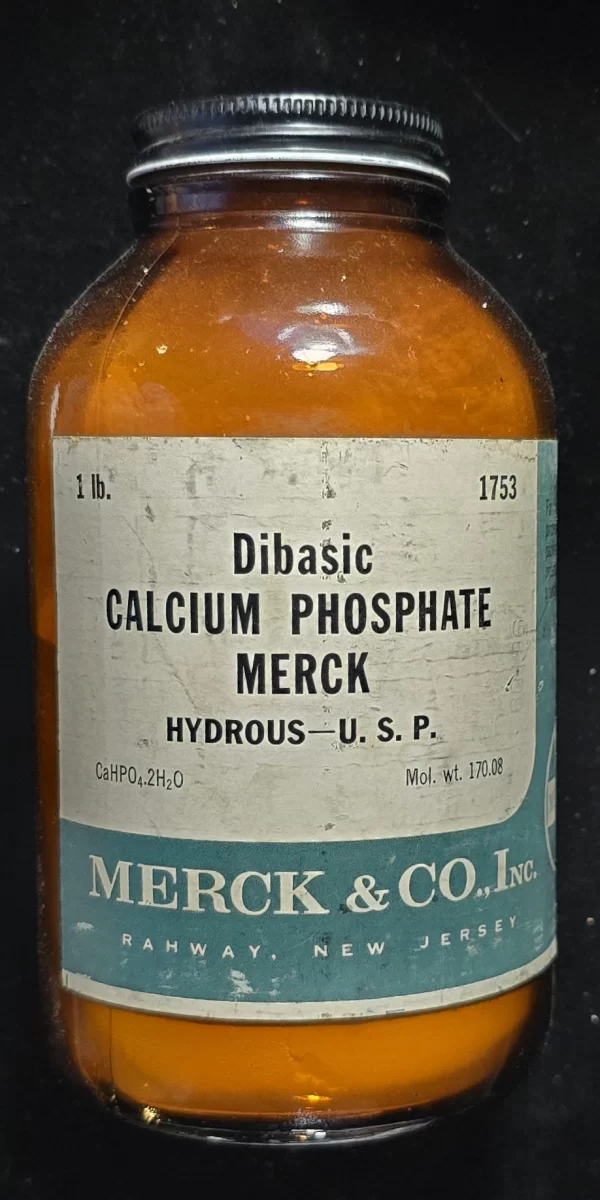 1 lb. 1753
Dibasic
CALCIUM PHOSPHATE
MERCK
HYDROUS—U. S. P.
CaHPO₄.2H₂O Mol. wt. 170.08
MERCK & CO., INC.
RAHWAY, NEW JERSEY